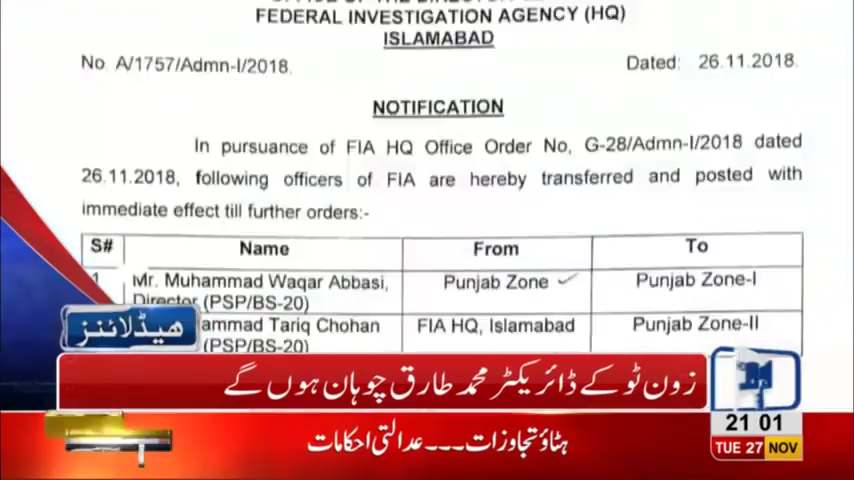 FEDERAL INVESTIGATION AGENCY (HQ)
ISLAMABAD
No. A/1757/Admn-I/2018.
Dated: 26.11.2018.
NOTIFICATION
In pursuance of FIA HQ Office Order No, G-28/Admn-I/2018 dated
26.11.2018, following officers of FIA are hereby transferred and posted with
immediate effect till further orders:-
S# Name From To
1 Mr. Muhammad Waqar Abbasi, Punjab Zone Punjab Zone-I
Director (PSP/BS-20)
ammad Tariq Chohan FIA HQ, Islamabad Punjab Zone-II
(PSP/BS-20)
ہیڈلائنز
زون ٹو کے ڈائریکٹر محمد طارق چوہان ہوں گے
ہٹاؤ تجاوزات۔۔۔عدالتی احکامات
21 01
TUE 27 NOV